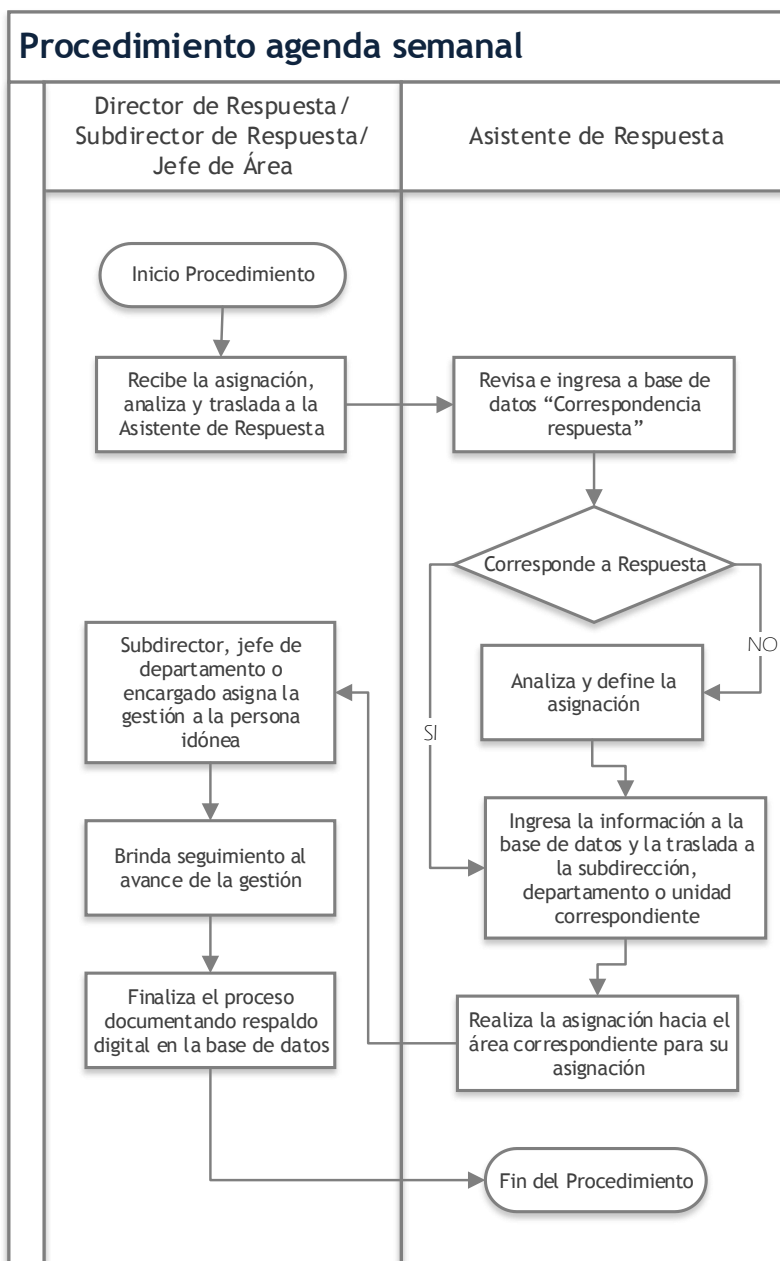 Procedimiento agenda semanal
Director de Respuesta/
Subdirector de Respuesta/
Jefe de Área
Asistente de Respuesta
Inicio Procedimiento
Recibe la asignación,
analiza y traslada a la
Asistente de Respuesta
Revisa e ingresa a base de
datos “Correspondencia
respuesta”
Corresponde a Respuesta
NO
SI
Analiza y define la
asignación
Ingresa la información a la
base de datos y la traslada a
la subdirección,
departamento o unidad
correspondiente
Realiza la asignación hacia el
área correspondiente para su
asignación
Subdirector, jefe de
departamento o
encargado asigna la
gestión a la persona
idónea
Brinda seguimiento al
avance de la gestión
Finaliza el proceso
documentando respaldo
digital en la base de datos
Fin del Procedimiento